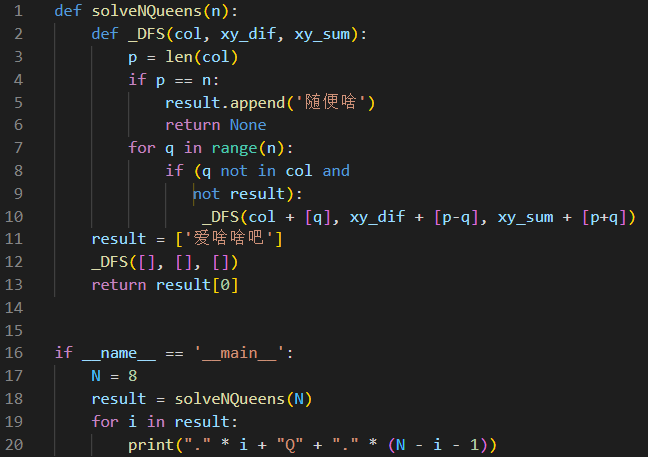 1 def solveNQueens(n):
2     def _DFS(col, xy_dif, xy_sum):
3         p = len(col)
4         if p == n:
5             result.append('随便啥')
6             return None
7         for q in range(n):
8             if (q not in col and
9                not result):
10                 _DFS(col + [q], xy_dif + [p-q], xy_sum + [p+q])
11     result = ['爱啥啥吧']
12     _DFS([], [], [])
13     return result[0]
14
15
16 if __name__ == '__main__':
17     N = 8
18     result = solveNQueens(N)
19     for i in result:
20         print("." * i + "Q" + "." * (N - i - 1))